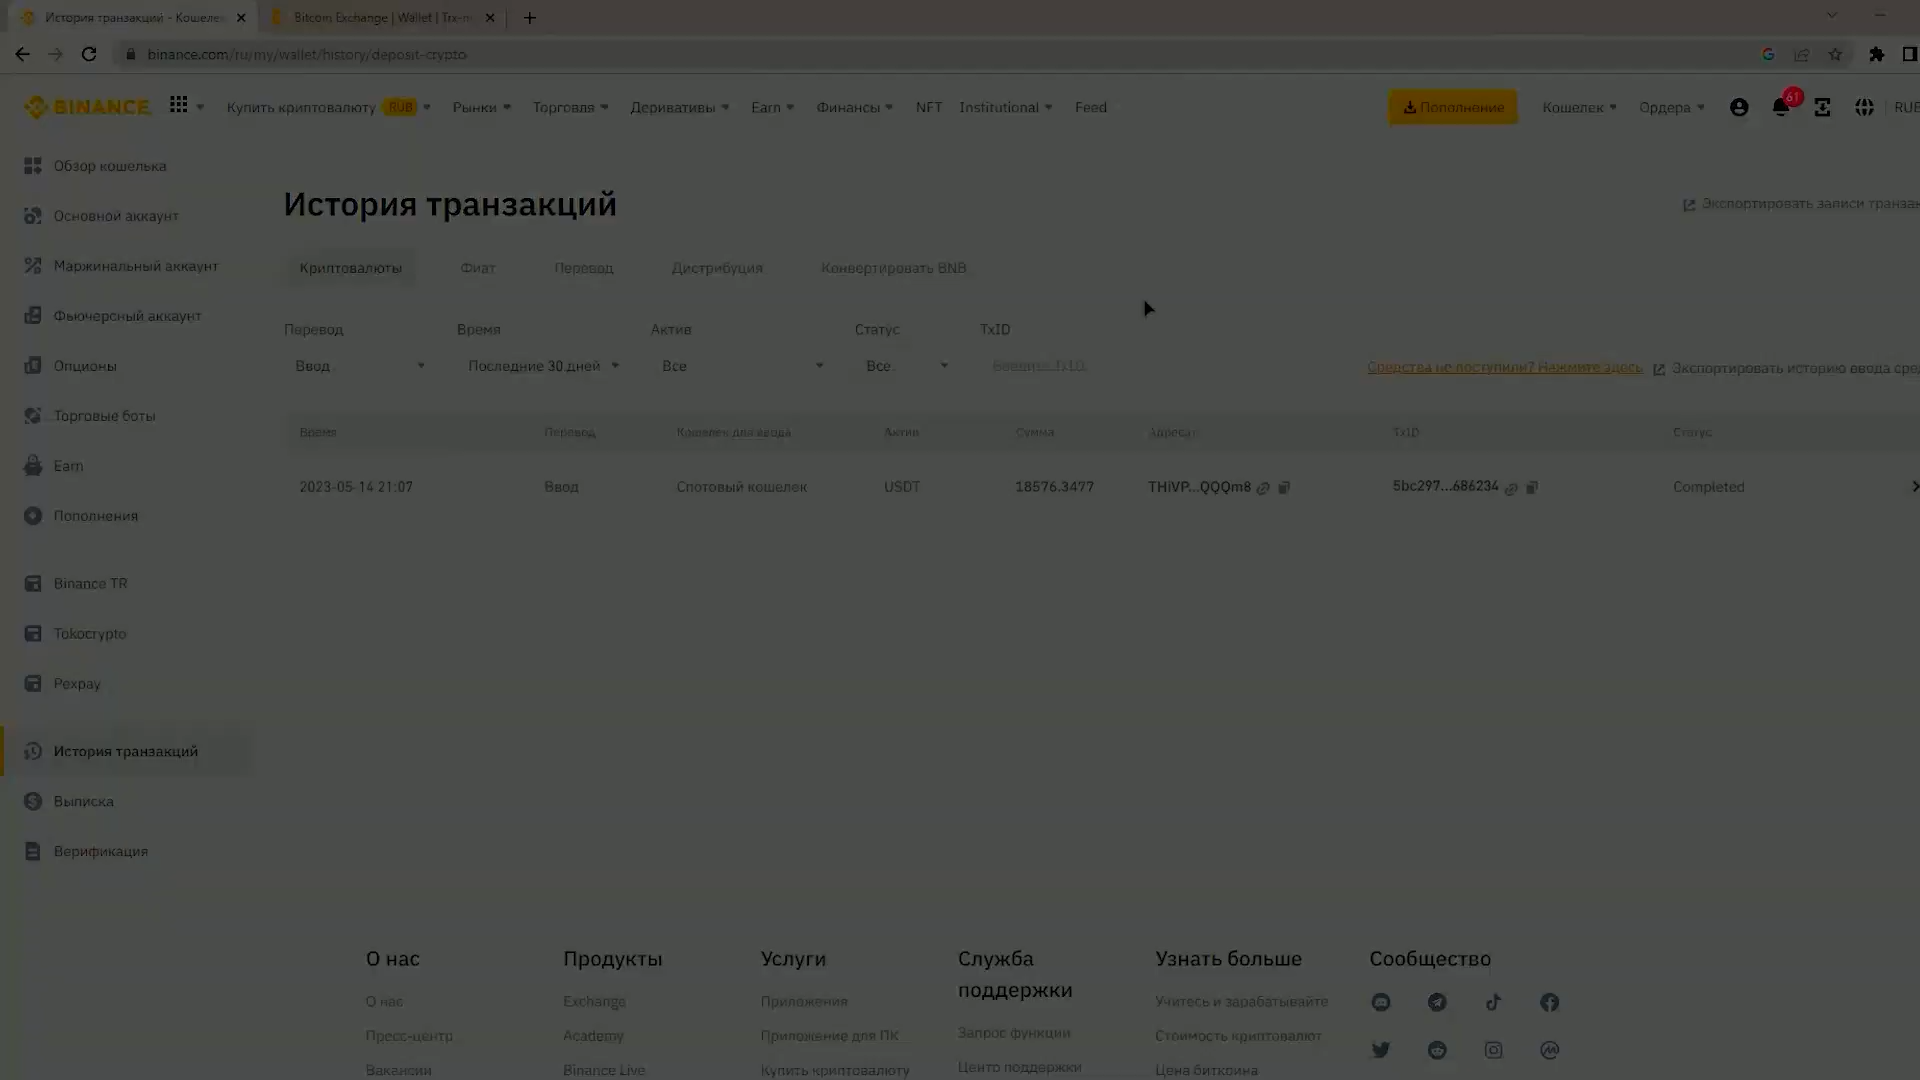 История транзакций - Кошеле
Bitcom Exchange | Wallet | Trx-m
binance.com/ru/my/wallet/history/deposit-crypto
BINANCE
Купить криптовалюту RUB Рынки Торговля Деривативы Earn Финансы NFT Institutional Feed
Пополнение Кошелек Ордера 61 RUB
Обзор кошелька
Основной аккаунт
Маржинальный аккаунт
Фьючерсный аккаунт
Опционы
Торговые боты
Earn
Пополнения
Binance TR
Tokocrypto
Pexpay
История транзакций
Выписка
Верификация
История транзакций
Экспортировать записи транзак
Криптовалюты Фиат Перевод Дистрибуция Конвертировать BNB
Перевод Время Актив Статус TxID
Ввод Последние 30 дней Все Все Введите TxID
Средства не поступили? Нажмите здесь Экспортировать историю ввода сре
Время Перевод Кошелек для ввода Актив Сумма Адресат TxID Статус
2023-05-14 21:07 Ввод Спотовый кошелек USDT 18576.3477 THiVP...QQQm8 5bc297...686234 Completed
О нас
О нас
Пресс-центр
Вакансии
Продукты
Exchange
Academy
Binance Live
Услуги
Приложения
Приложение для ПК
Купить криптовалюту
Служба
поддержки
Запрос функции
Центр поддержки
Узнать больше
Учитесь и зарабатывайте
Стоимость криптовалют
Цена биткоина
Сообщество